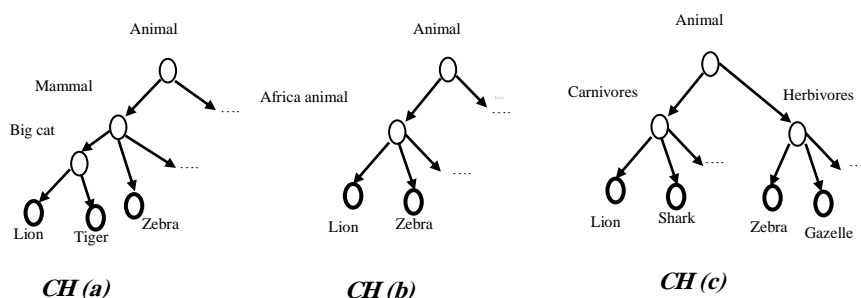 Animal
Mammal
....
Big cat
....
Lion
Tiger
Zebra
CH (a)
Animal
Africa animal
....
....
Lion
Zebra
CH (b)
Animal
Carnivores
Herbivores
....
...
Lion
Shark
Zebra
Gazelle
CH (c)